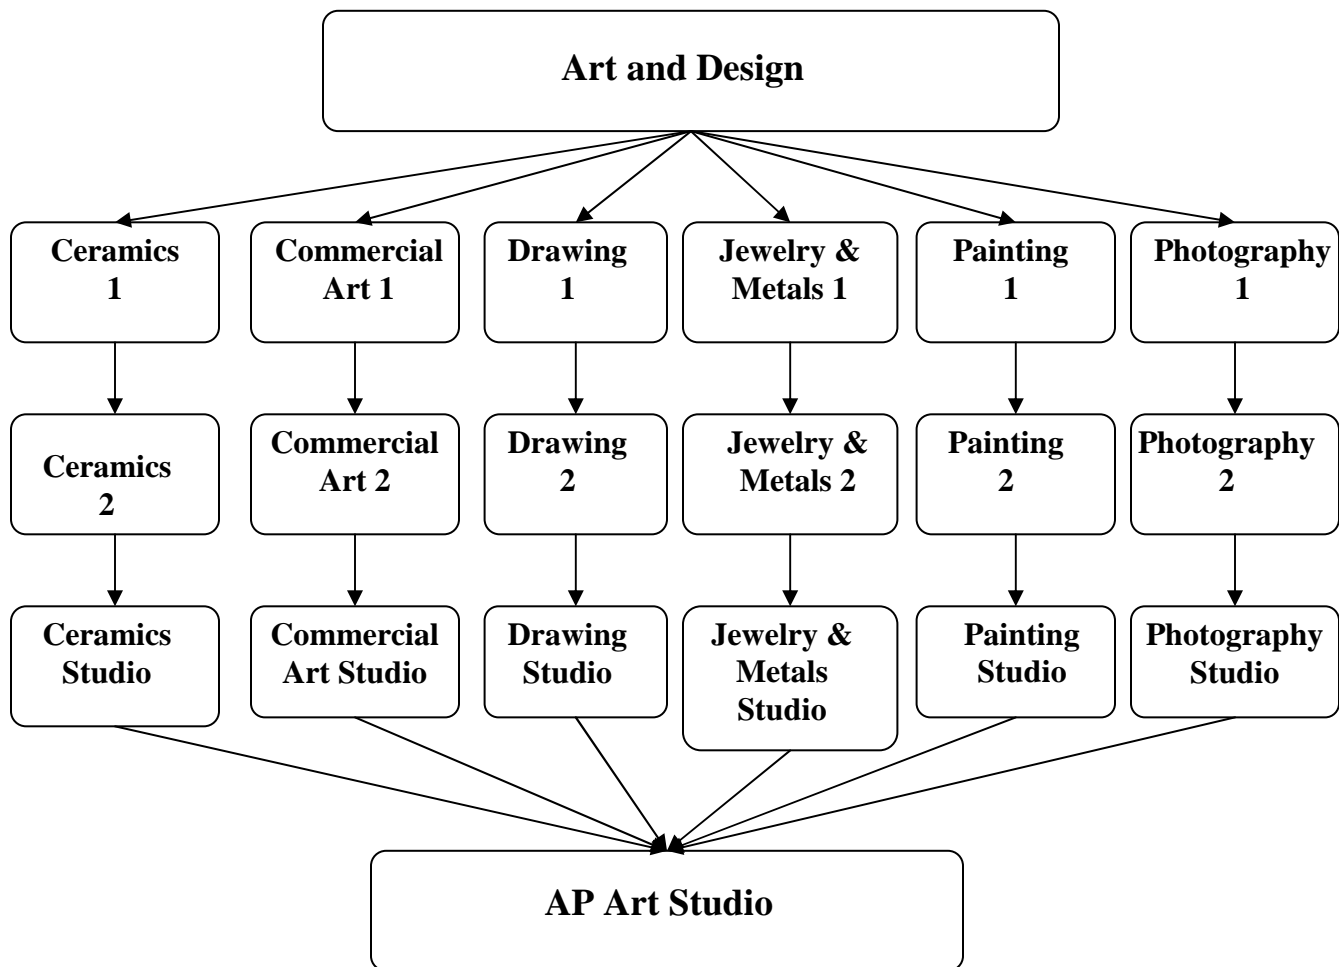 Art and Design
Ceramics
1
Commercial
Art 1
Drawing
1
Jewelry &
Metals 1
Painting
1
Photography
1
Ceramics
2
Commercial
Art 2
Drawing
2
Jewelry &
Metals 2
Painting
2
Photography
2
Ceramics
Studio
Commercial
Art Studio
Drawing
Studio
Jewelry &
Metals
Studio
Painting
Studio
Photography
Studio
AP Art Studio